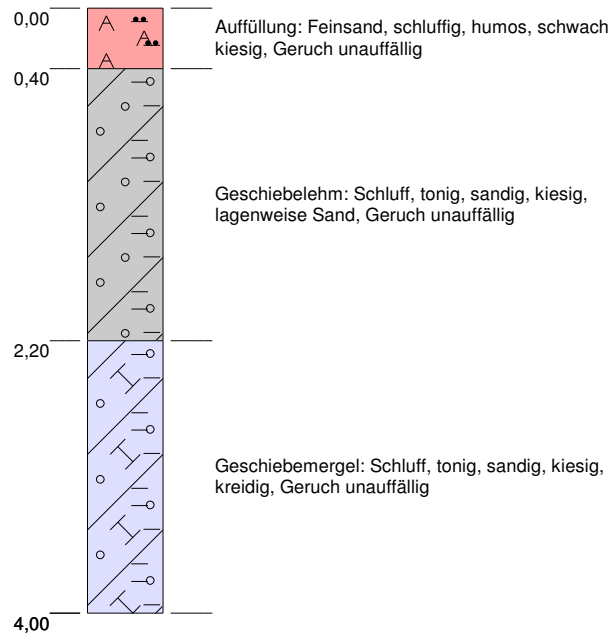 0,00
Auffüllung: Feinsand, schluffig, humos, schwach
kiesig, Geruch unauffällig
0,40
Geschiebelehm: Schluff, tonig, sandig, kiesig,
lagenweise Sand, Geruch unauffällig
2,20
Geschiebemergel: Schluff, tonig, sandig, kiesig,
kreidig, Geruch unauffällig
4,00